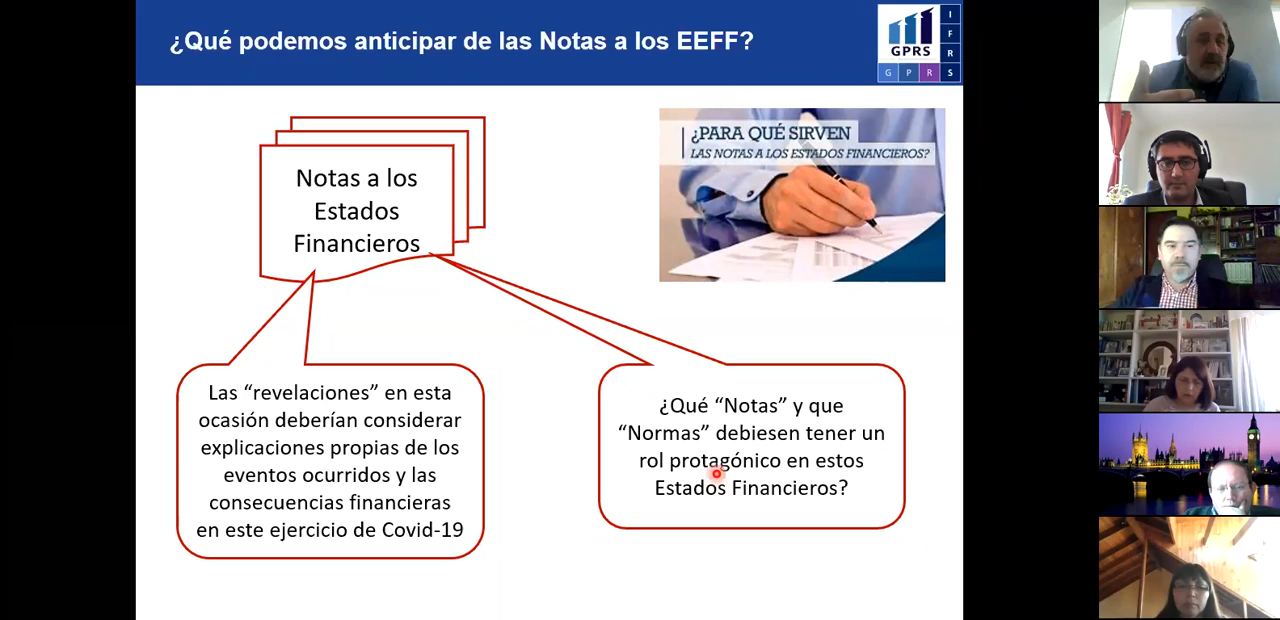 ¿Qué podemos anticipar de las Notas a los EEFF?
GPRS
I
F
R
G P R S
¿PARA QUÉ SIRVEN
LAS NOTAS A LOS ESTADOS FINANCIEROS?
Notas a los
Estados
Financieros
Las “revelaciones” en esta
ocasión deberían considerar
explicaciones propias de los
eventos ocurridos y las
consecuencias financieras
en este ejercicio de Covid-19
¿Qué “Notas” y que
“Normas” debiesen tener un
rol protagónico en estos
Estados Financieros?